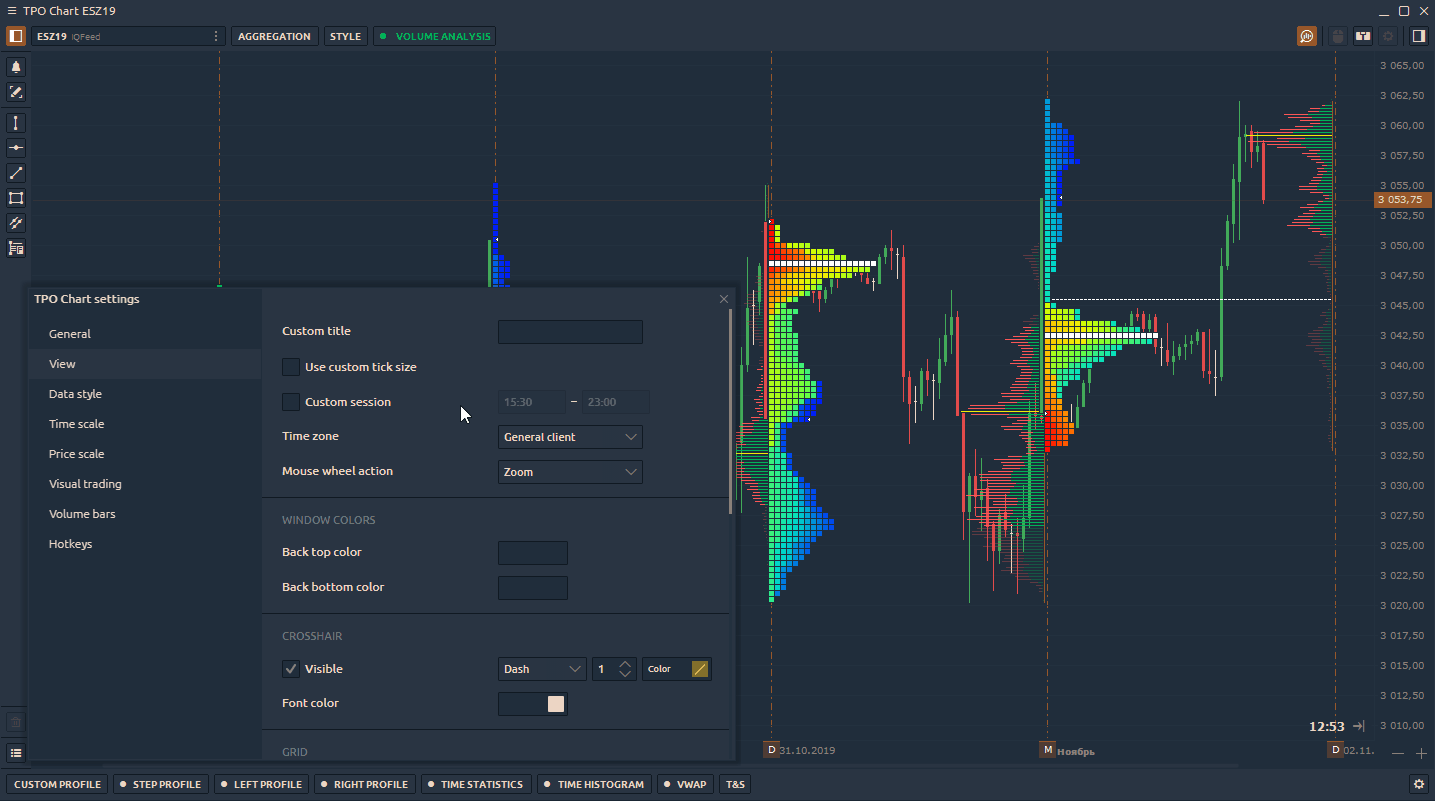 TPO Chart ESZ19
ESZ19 IQFeed
AGGREGATION
STYLE
VOLUME ANALYSIS
3 065,00
3 062,50
3 060,00
3 057,50
3 055,00
3 053,75
3 052,50
3 050,00
3 047,50
3 045,00
3 042,50
3 040,00
3 037,50
3 035,00
3 032,50
3 030,00
3 027,50
3 025,00
3 022,50
3 020,00
3 017,50
3 015,00
3 012,50
3 010,00
TPO Chart settings
General
View
Data style
Time scale
Price scale
Visual trading
Volume bars
Hotkeys
Custom title
Use custom tick size
Custom session 15:30 – 23:00
Time zone General client
Mouse wheel action Zoom
WINDOW COLORS
Back top color
Back bottom color
CROSSHAIR
Visible Dash 1 Color
Font color
GRID
12:53
D 31.10.2019
M Ноябрь
D 02.11.
CUSTOM PROFILE
STEP PROFILE
LEFT PROFILE
RIGHT PROFILE
TIME STATISTICS
TIME HISTOGRAM
VWAP
T&S